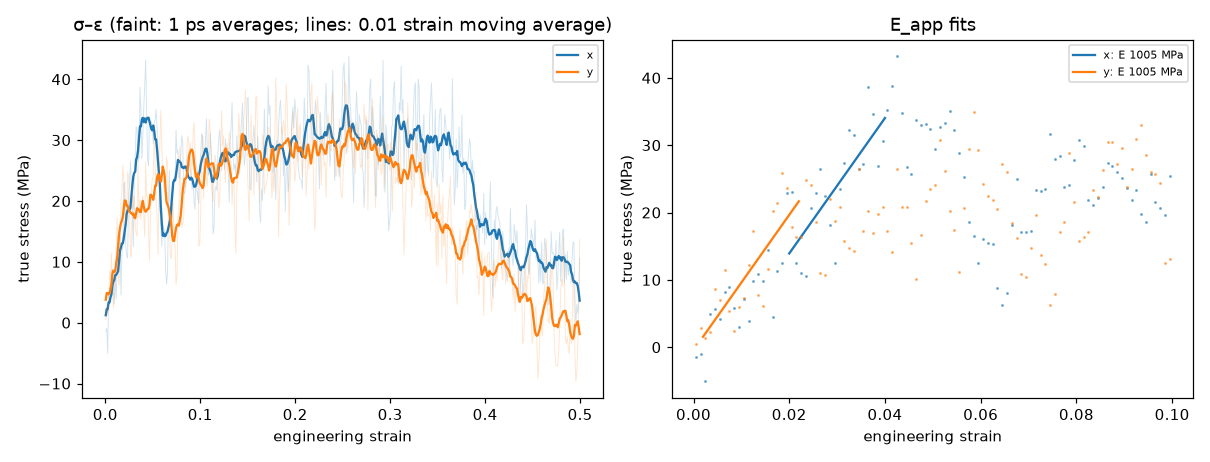 σ–ε (faint: 1 ps averages; lines: 0.01 strain moving average)
x
y
true stress (MPa)
40
30
20
10
0
−10
0.0
0.1
0.2
0.3
0.4
0.5
engineering strain
E_app fits
x: E 1005 MPa
y: E 1005 MPa
true stress (MPa)
40
30
20
10
0
0.00
0.02
0.04
0.06
0.08
0.10
engineering strain